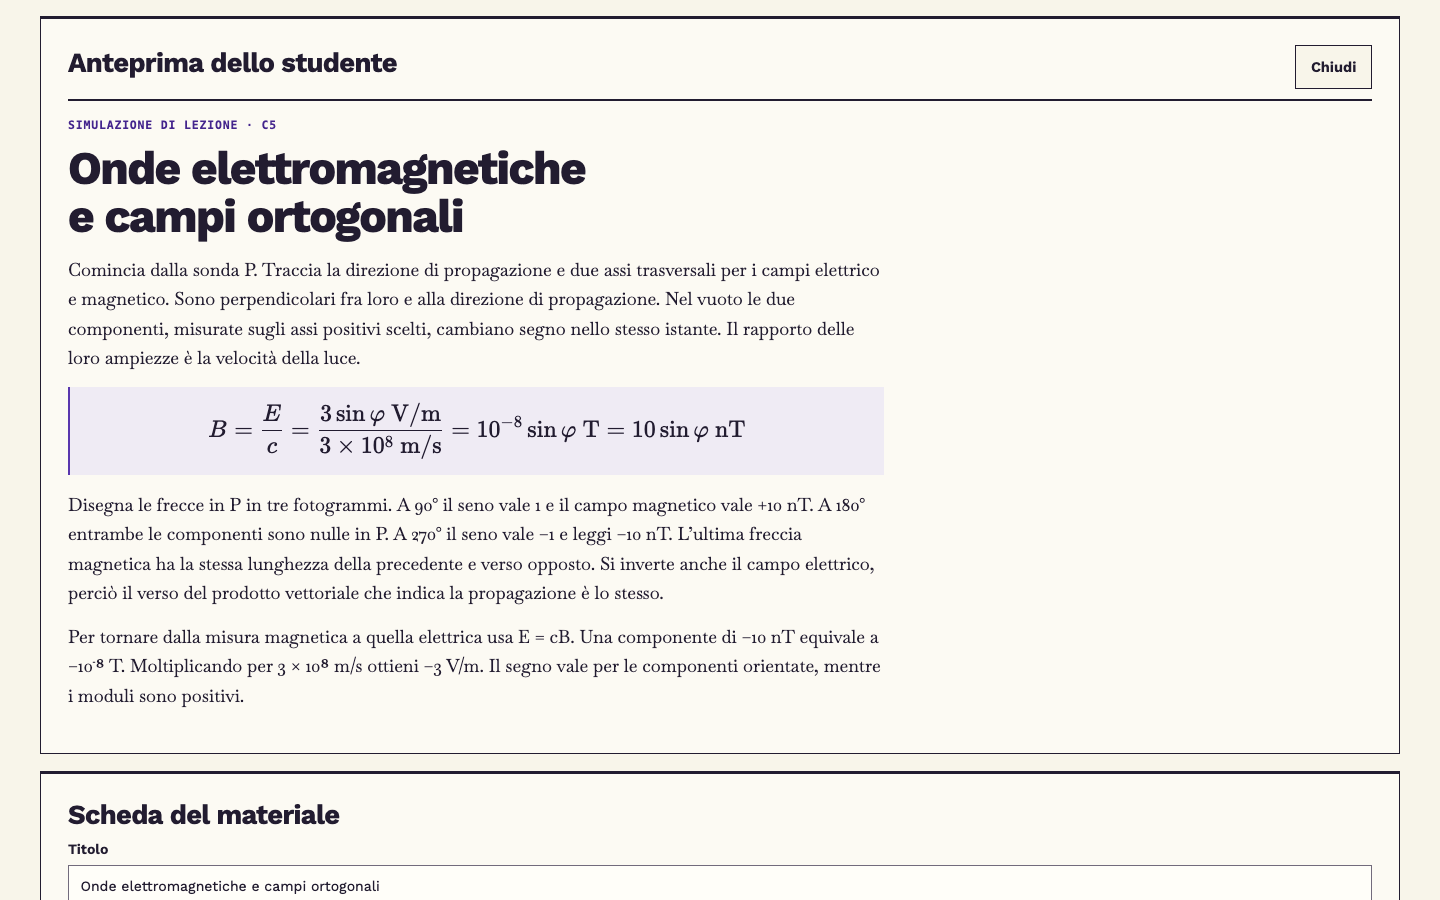 Anteprima dello studente
Chiudi
SIMULAZIONE DI LEZIONE · C5
Onde elettromagnetiche
e campi ortogonali
Comincia dalla sonda P. Traccia la direzione di propagazione e due assi trasversali per i campi elettrico
e magnetico. Sono perpendicolari fra loro e alla direzione di propagazione. Nel vuoto le due
componenti, misurate sugli assi positivi scelti, cambiano segno nello stesso istante. Il rapporto delle
loro ampiezze è la velocità della luce.
B = E/c = (3 sin φ V/m)/(3 × 10⁸ m/s) = 10⁻⁸ sin φ T = 10 sin φ nT
Disegna le frecce in P in tre fotogrammi. A 90° il seno vale 1 e il campo magnetico vale +10 nT. A 180°
entrambe le componenti sono nulle in P. A 270° il seno vale −1 e leggi −10 nT. L’ultima freccia
magnetica ha la stessa lunghezza della precedente e verso opposto. Si inverte anche il campo elettrico,
perciò il verso del prodotto vettoriale che indica la propagazione è lo stesso.
Per tornare dalla misura magnetica a quella elettrica usa E = cB. Una componente di −10 nT equivale a
−10⁻⁸ T. Moltiplicando per 3 × 10⁸ m/s ottieni −3 V/m. Il segno vale per le componenti orientate, mentre
i moduli sono positivi.
Scheda del materiale
Titolo
Onde elettromagnetiche e campi ortogonali